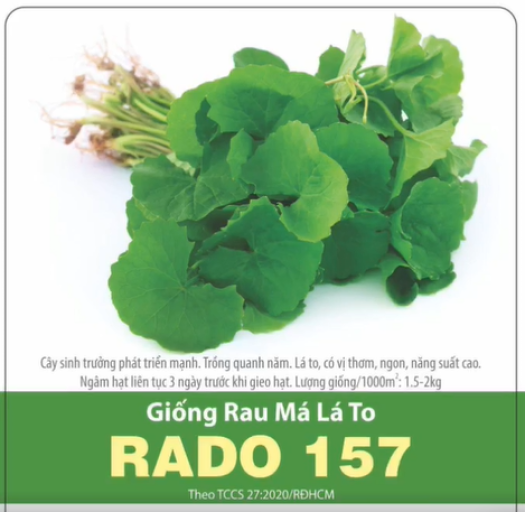 Cây sinh trưởng phát triển mạnh. Trồng quanh năm. Lá to, có vị thơm, ngon, năng suất cao.
Ngâm hạt liên tục 3 ngày trước khi gieo hạt. Lượng giống/1000m²: 1.5-2kg
Giống Rau Má Lá To
RADO 157
Theo TCCS 27:2020/RĐHCM